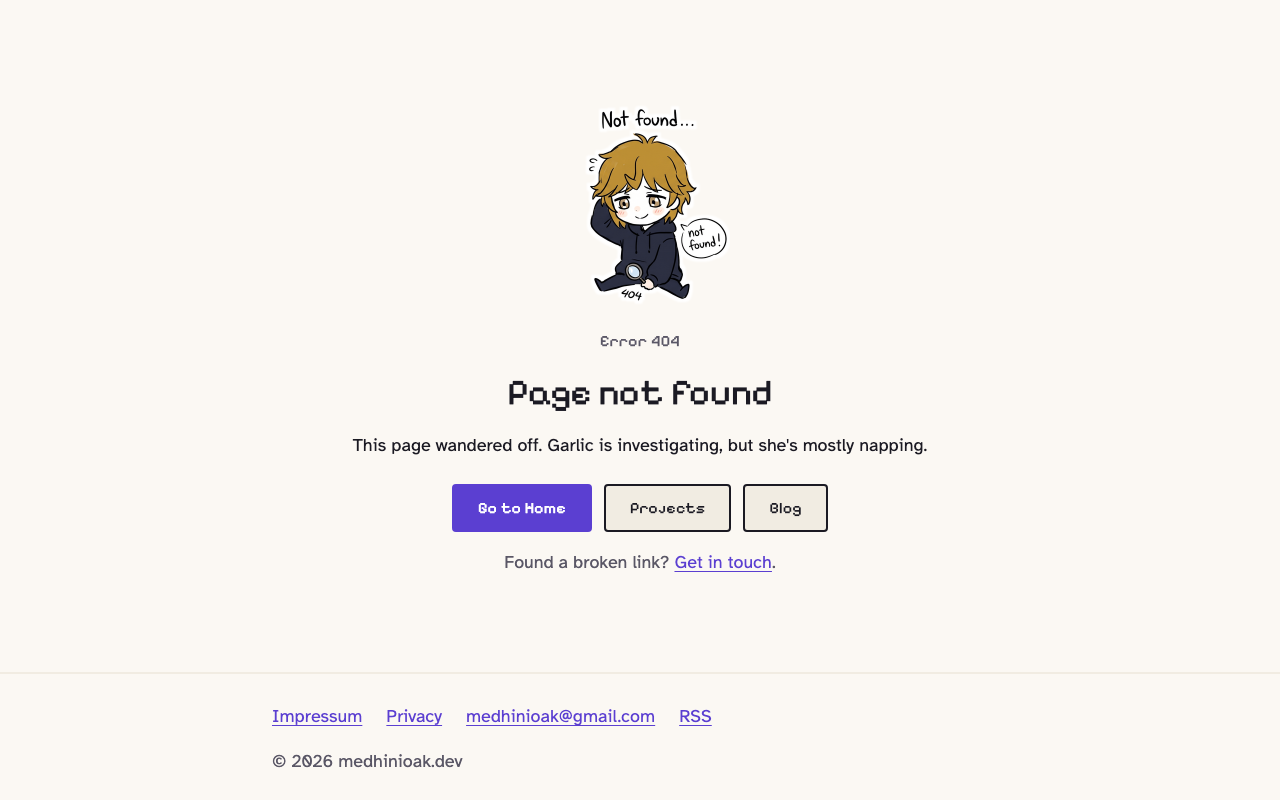 Not found...
not
found!
404
Error 404
Page not found
This page wandered off. Garlic is investigating, but she's mostly napping.
Go to Home
Projects
Blog
Found a broken link? Get in touch.
Impressum
Privacy
medhinioak@gmail.com
RSS
© 2026 medhinioak.dev